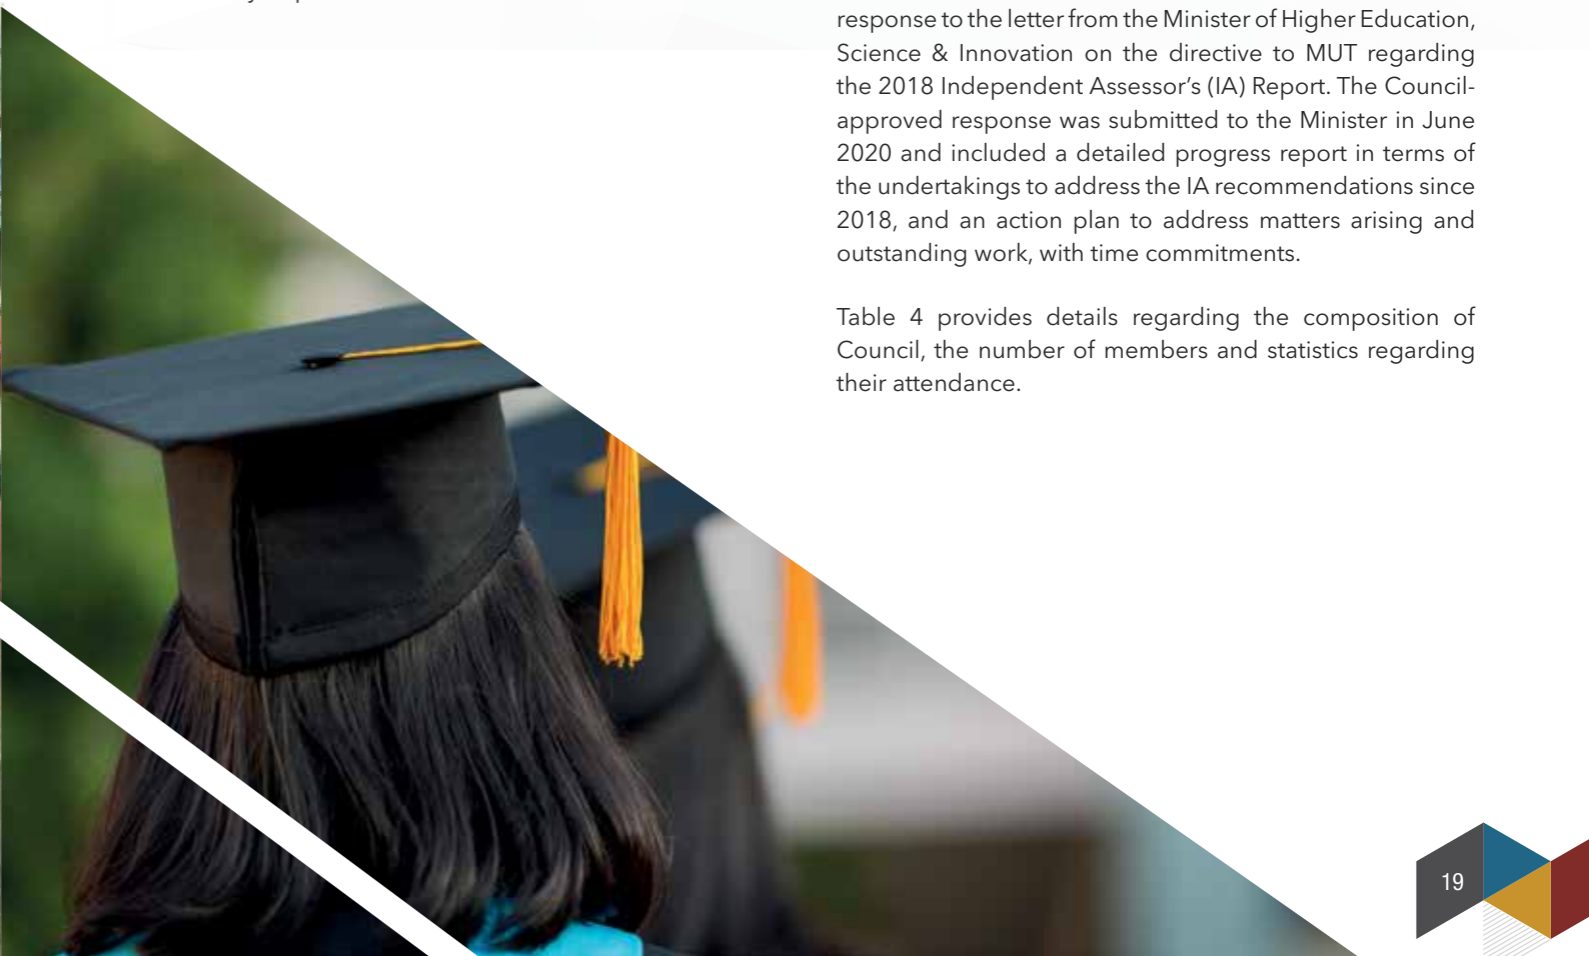 response to the letter from the Minister of Higher Education,
Science & Innovation on the directive to MUT regarding
the 2018 Independent Assessor’s (IA) Report. The Council-
approved response was submitted to the Minister in June
2020 and included a detailed progress report in terms of
the undertakings to address the IA recommendations since
2018, and an action plan to address matters arising and
outstanding work, with time commitments.
Table 4 provides details regarding the composition of
Council, the number of members and statistics regarding
their attendance.
19